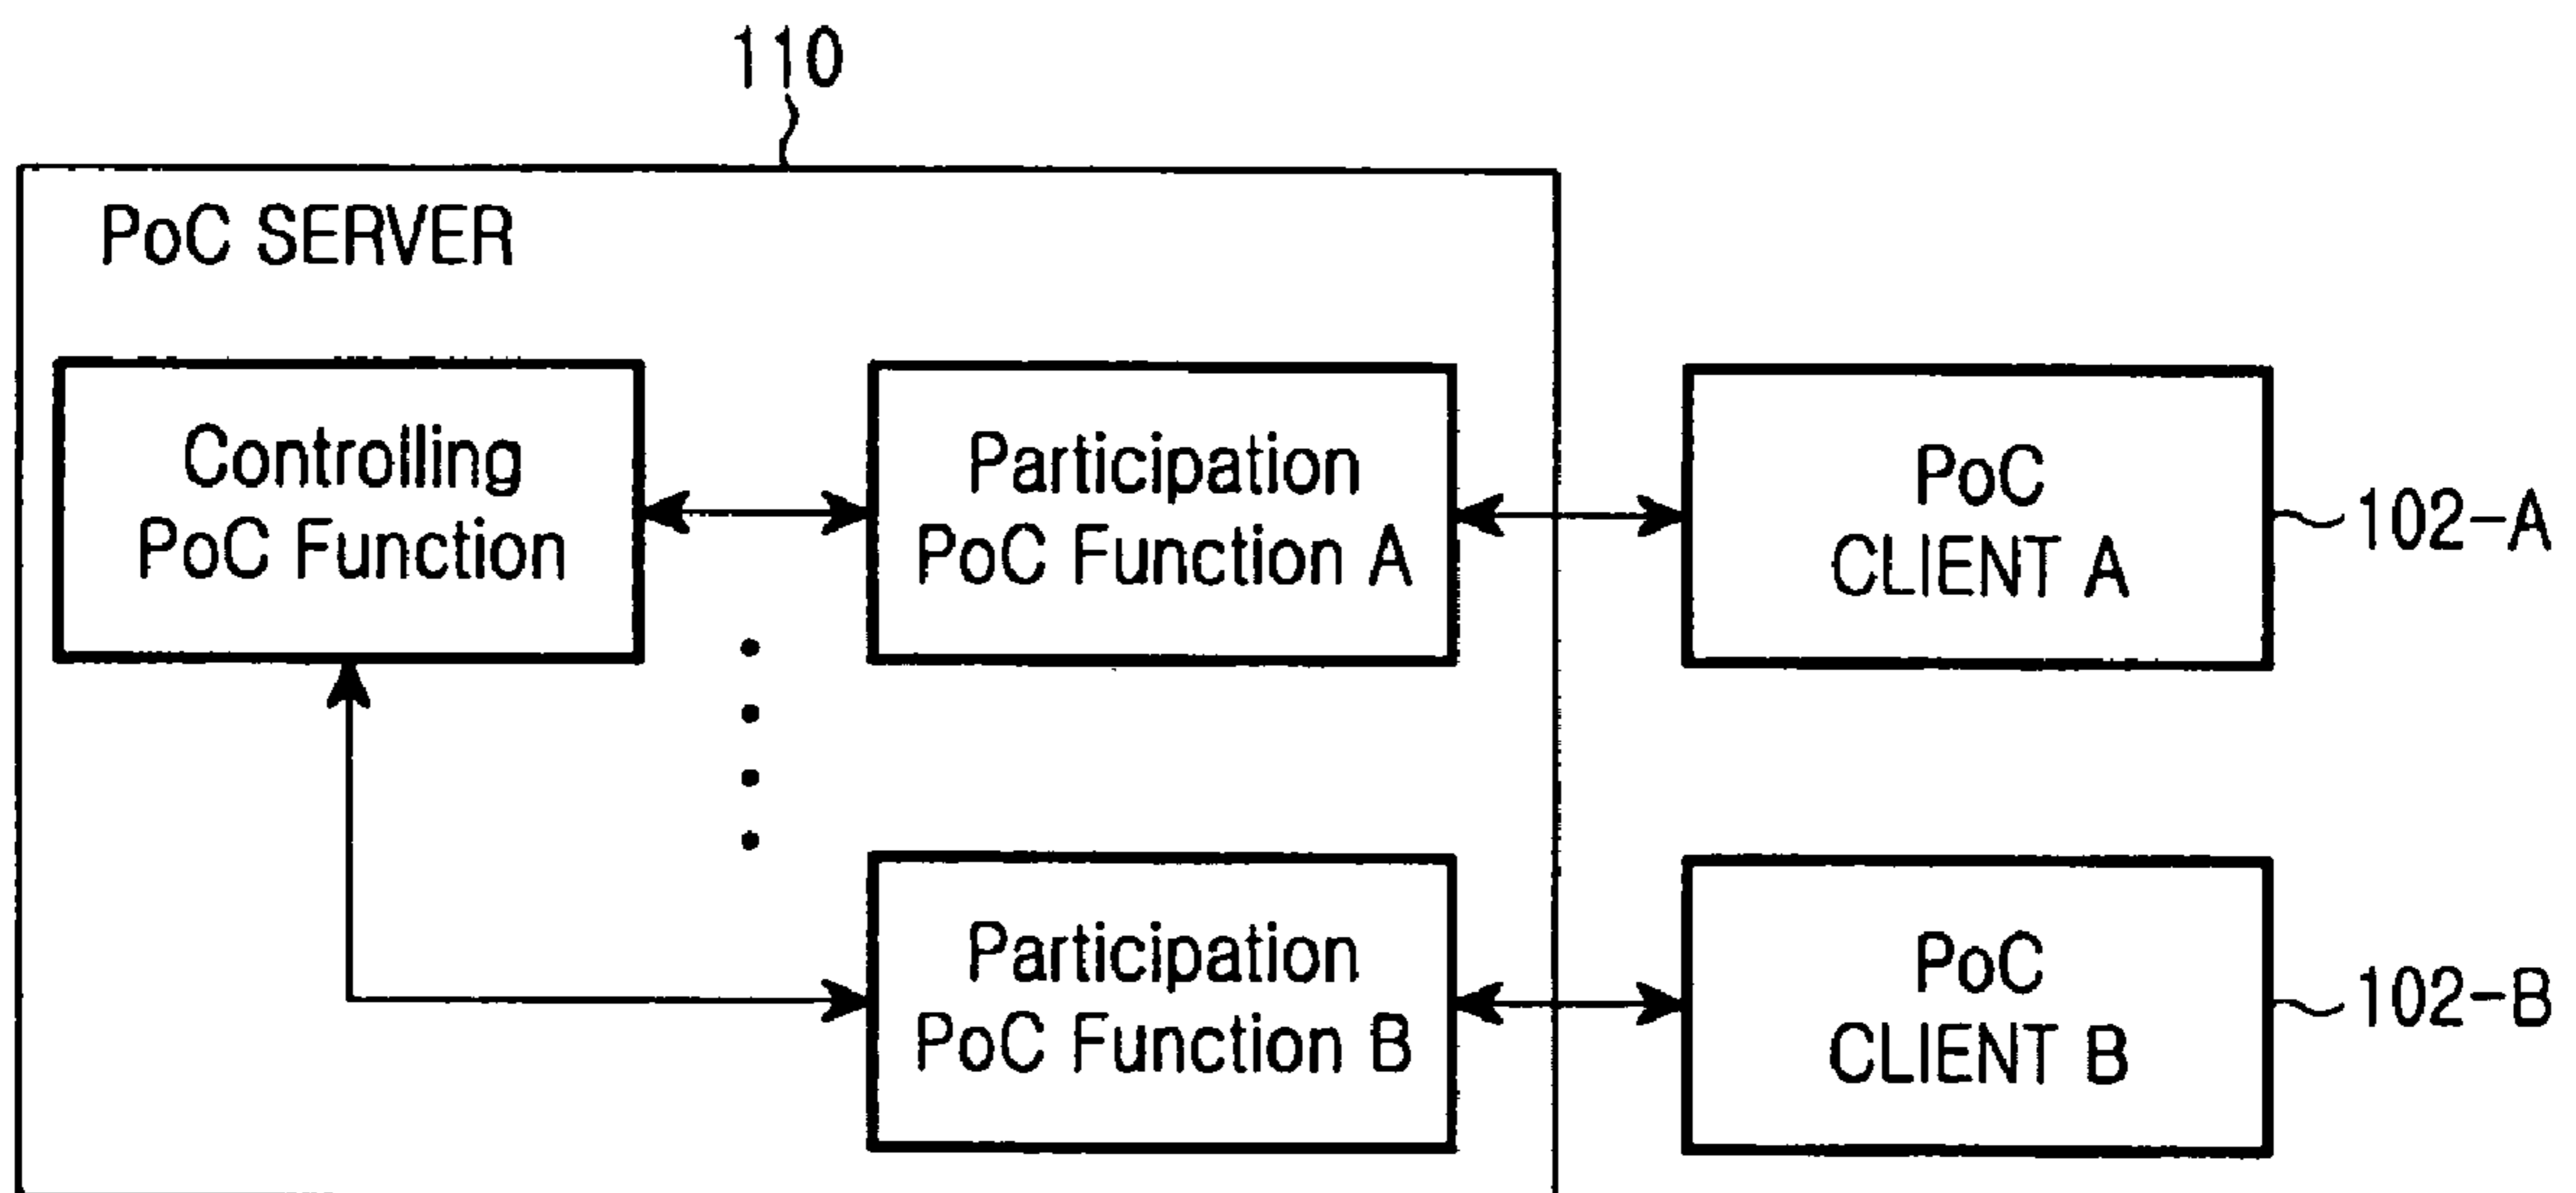 110
PoC SERVER
Controlling
PoC Function
Participation
PoC Function A
PoC
CLIENT A
102-A
Participation
PoC Function B
PoC
CLIENT B
102-B